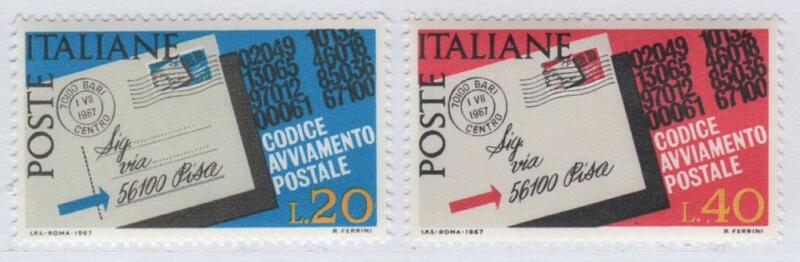 POSTE ITALIANE
02049
13065
97012
00061
10132
46018
85036
67100
70100 BARI
1 VII
1967
CENTRO
Sig.
via
56100 Pisa
CODICE
AVVIAMENTO
POSTALE
L.20
I.P.S.-ROMA-1967
R. FERRINI
POSTE ITALIANE
02049
13065
97012
00061
10132
46018
85036
67100
70100 BARI
1 VII
1967
CENTRO
Sig.
via
56100 Pisa
CODICE
AVVIAMENTO
POSTALE
L.40
I.P.S.-ROMA-1967
R. FERRINI